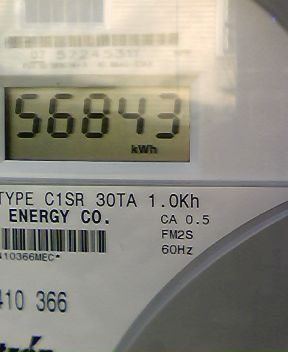 56843
kWh
TYPE C1SR 30TA 1.0Kh
ENERGY CO. CA 0.5
FM2S
60Hz
410366MEC*
410 366